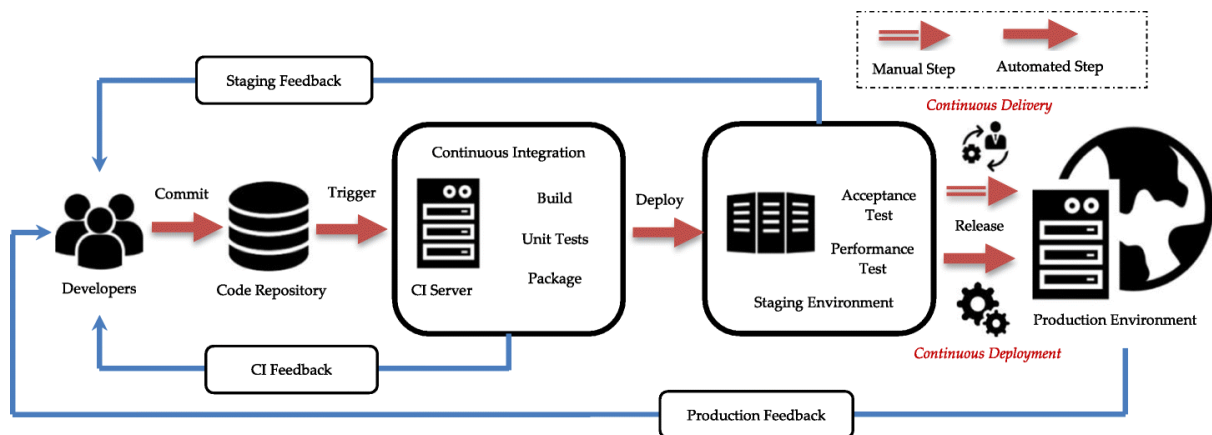 Manual Step
Automated Step
Staging Feedback
Continuous Delivery
Continuous Integration
Commit
Trigger
Build
Deploy
Acceptance
Test
Unit Tests
Release
Performance
Test
Package
Developers
Code Repository
CI Server
Staging Environment
Production Environment
Continuous Deployment
CI Feedback
Production Feedback